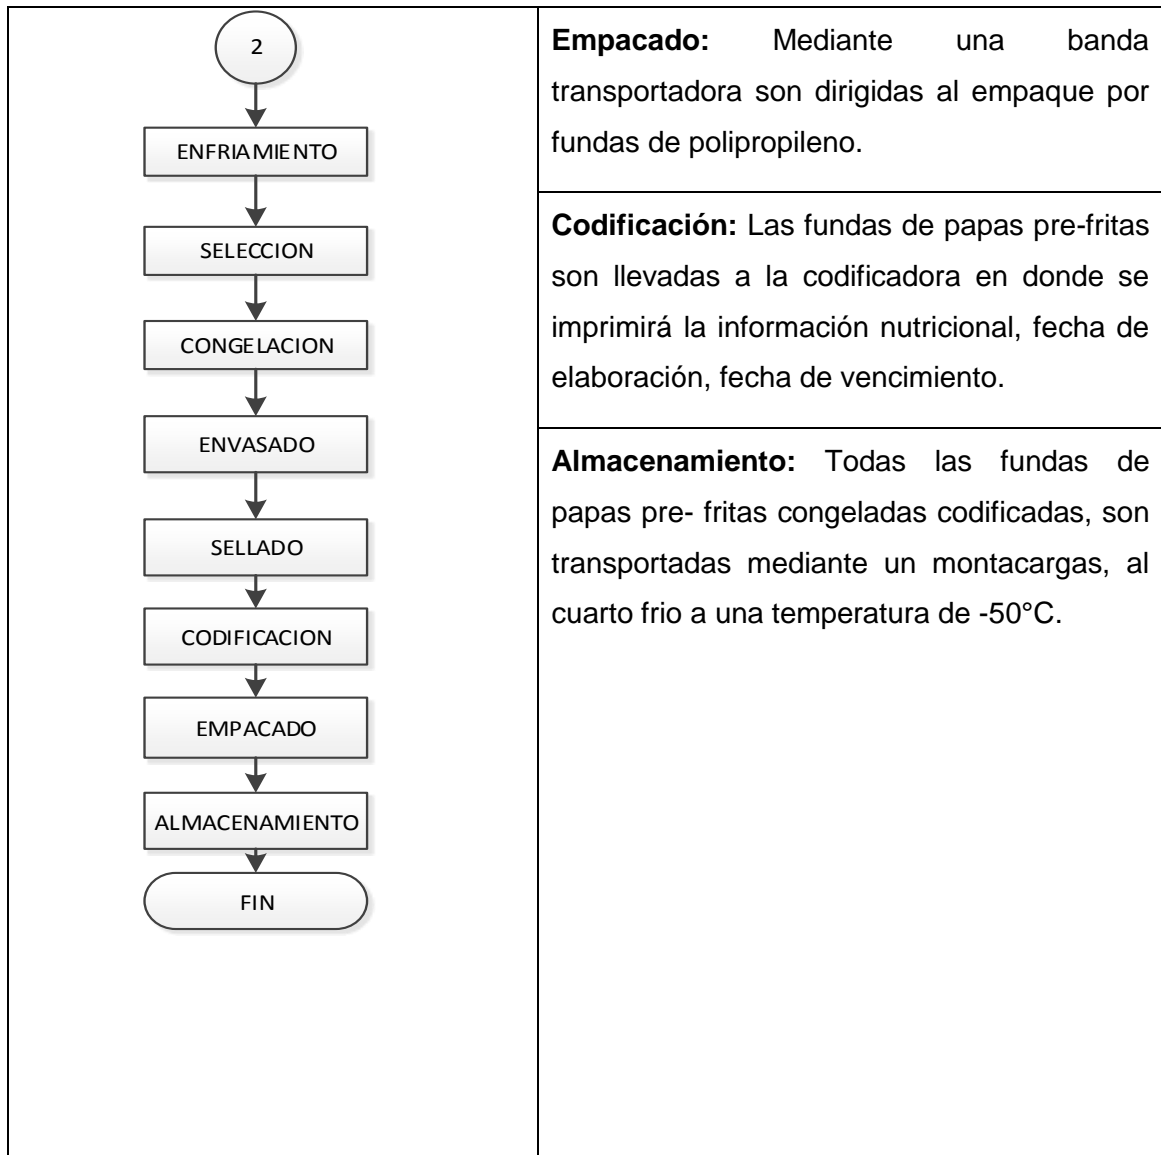 2
ENFRIAMIENTO
SELECCION
CONGELACION
ENVASADO
SELLADO
CODIFICACION
EMPACADO
ALMACENAMIENTO
FIN
Empacado: Mediante una banda
transportadora son dirigidas al empaque por
fundas de polipropileno.
Codificación: Las fundas de papas pre-fritas
son llevadas a la codificadora en donde se
imprimirá la información nutricional, fecha de
elaboración, fecha de vencimiento.
Almacenamiento: Todas las fundas de
papas pre- fritas congeladas codificadas, son
transportadas mediante un montacargas, al
cuarto frio a una temperatura de -50°C.